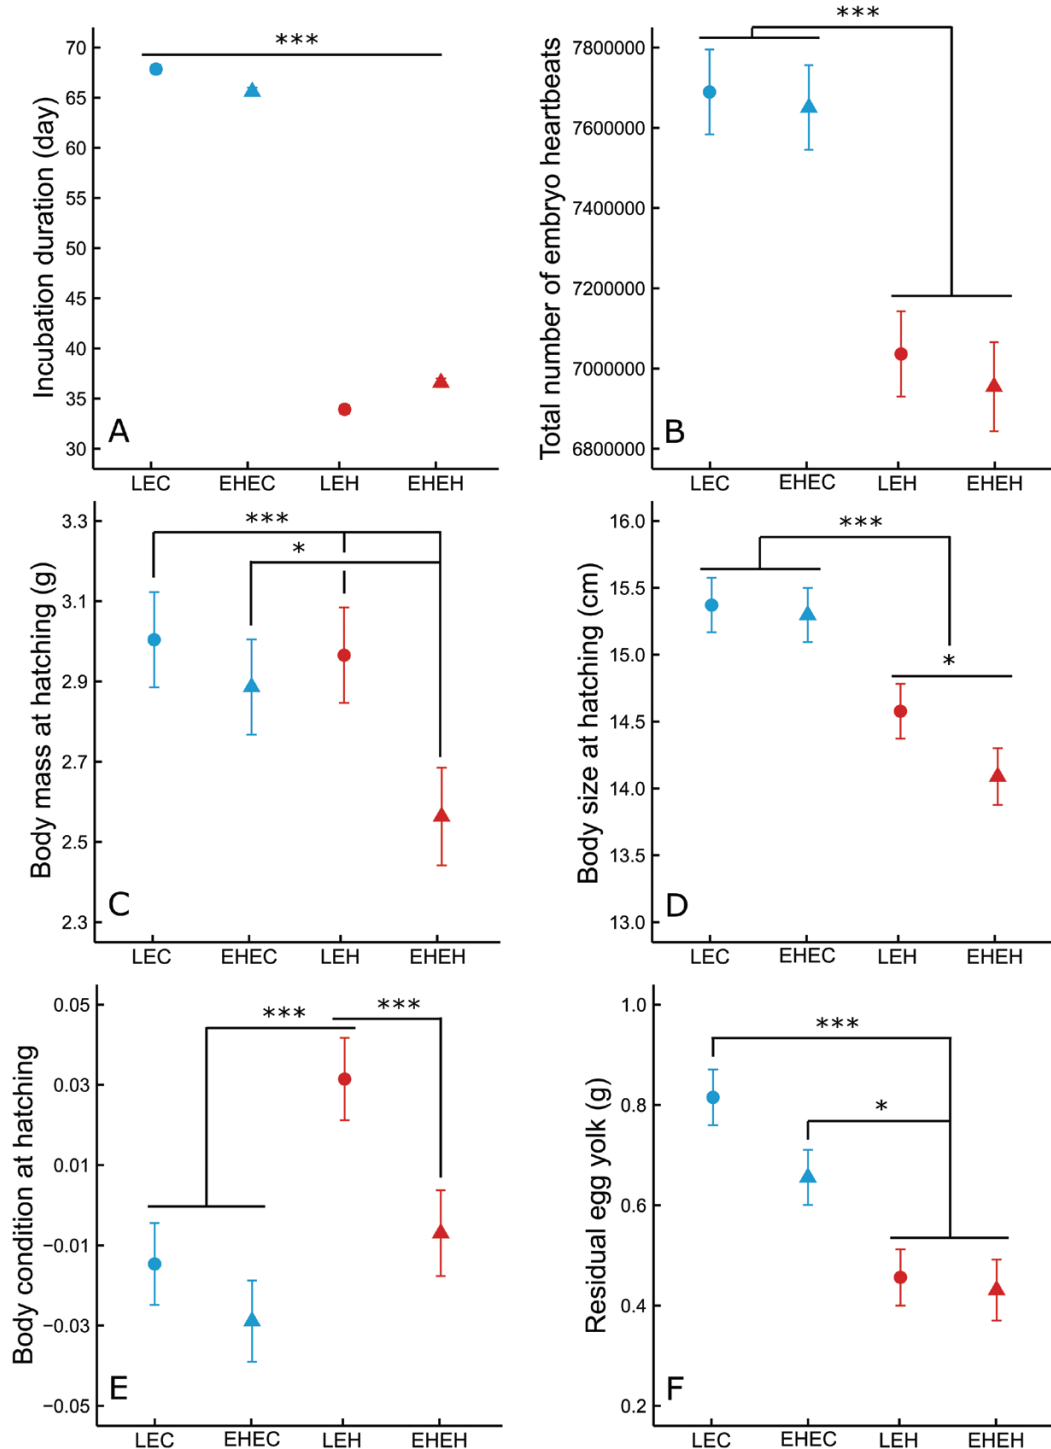 ***
70
65
60
55
50
45
40
35
30
Incubation duration (day)
A
LEC EHEC LEH EHEH
***
7800000
7600000
7400000
7200000
7000000
6800000
Total number of embryo heartbeats
B
LEC EHEC LEH EHEH
***
*
3.3
3.1
2.9
2.7
2.5
2.3
Body mass at hatching (g)
C
LEC EHEC LEH EHEH
***
*
16.0
15.5
15.0
14.5
14.0
13.5
13.0
Body size at hatching (cm)
D
LEC EHEC LEH EHEH
***
***
0.05
0.03
0.01
−0.01
−0.03
−0.05
Body condition at hatching
E
LEC EHEC LEH EHEH
***
*
1.0
0.8
0.6
0.4
0.2
Residual egg yolk (g)
F
LEC EHEC LEH EHEH